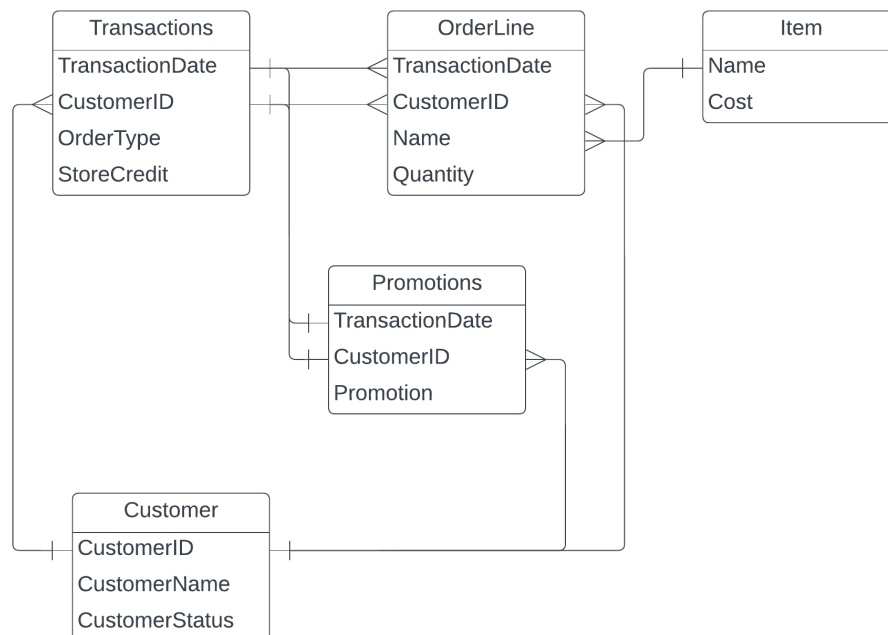 Transactions
TransactionDate
CustomerID
OrderType
StoreCredit
OrderLine
TransactionDate
CustomerID
Name
Quantity
Item
Name
Cost
Promotions
TransactionDate
CustomerID
Promotion
Customer
CustomerID
CustomerName
CustomerStatus